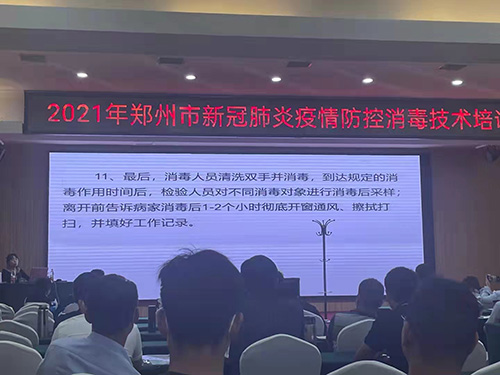 2021年郑州市新冠肺炎疫情防控消毒技术培
11、最后，消毒人员清洗双手并消毒，到达规定的消
毒作用时间后，检验人员对不同消毒对象进行消毒后采样；
离开前告诉病家消毒后1-2个小时彻底开窗通风、擦拭打
扫，并填好工作记录。